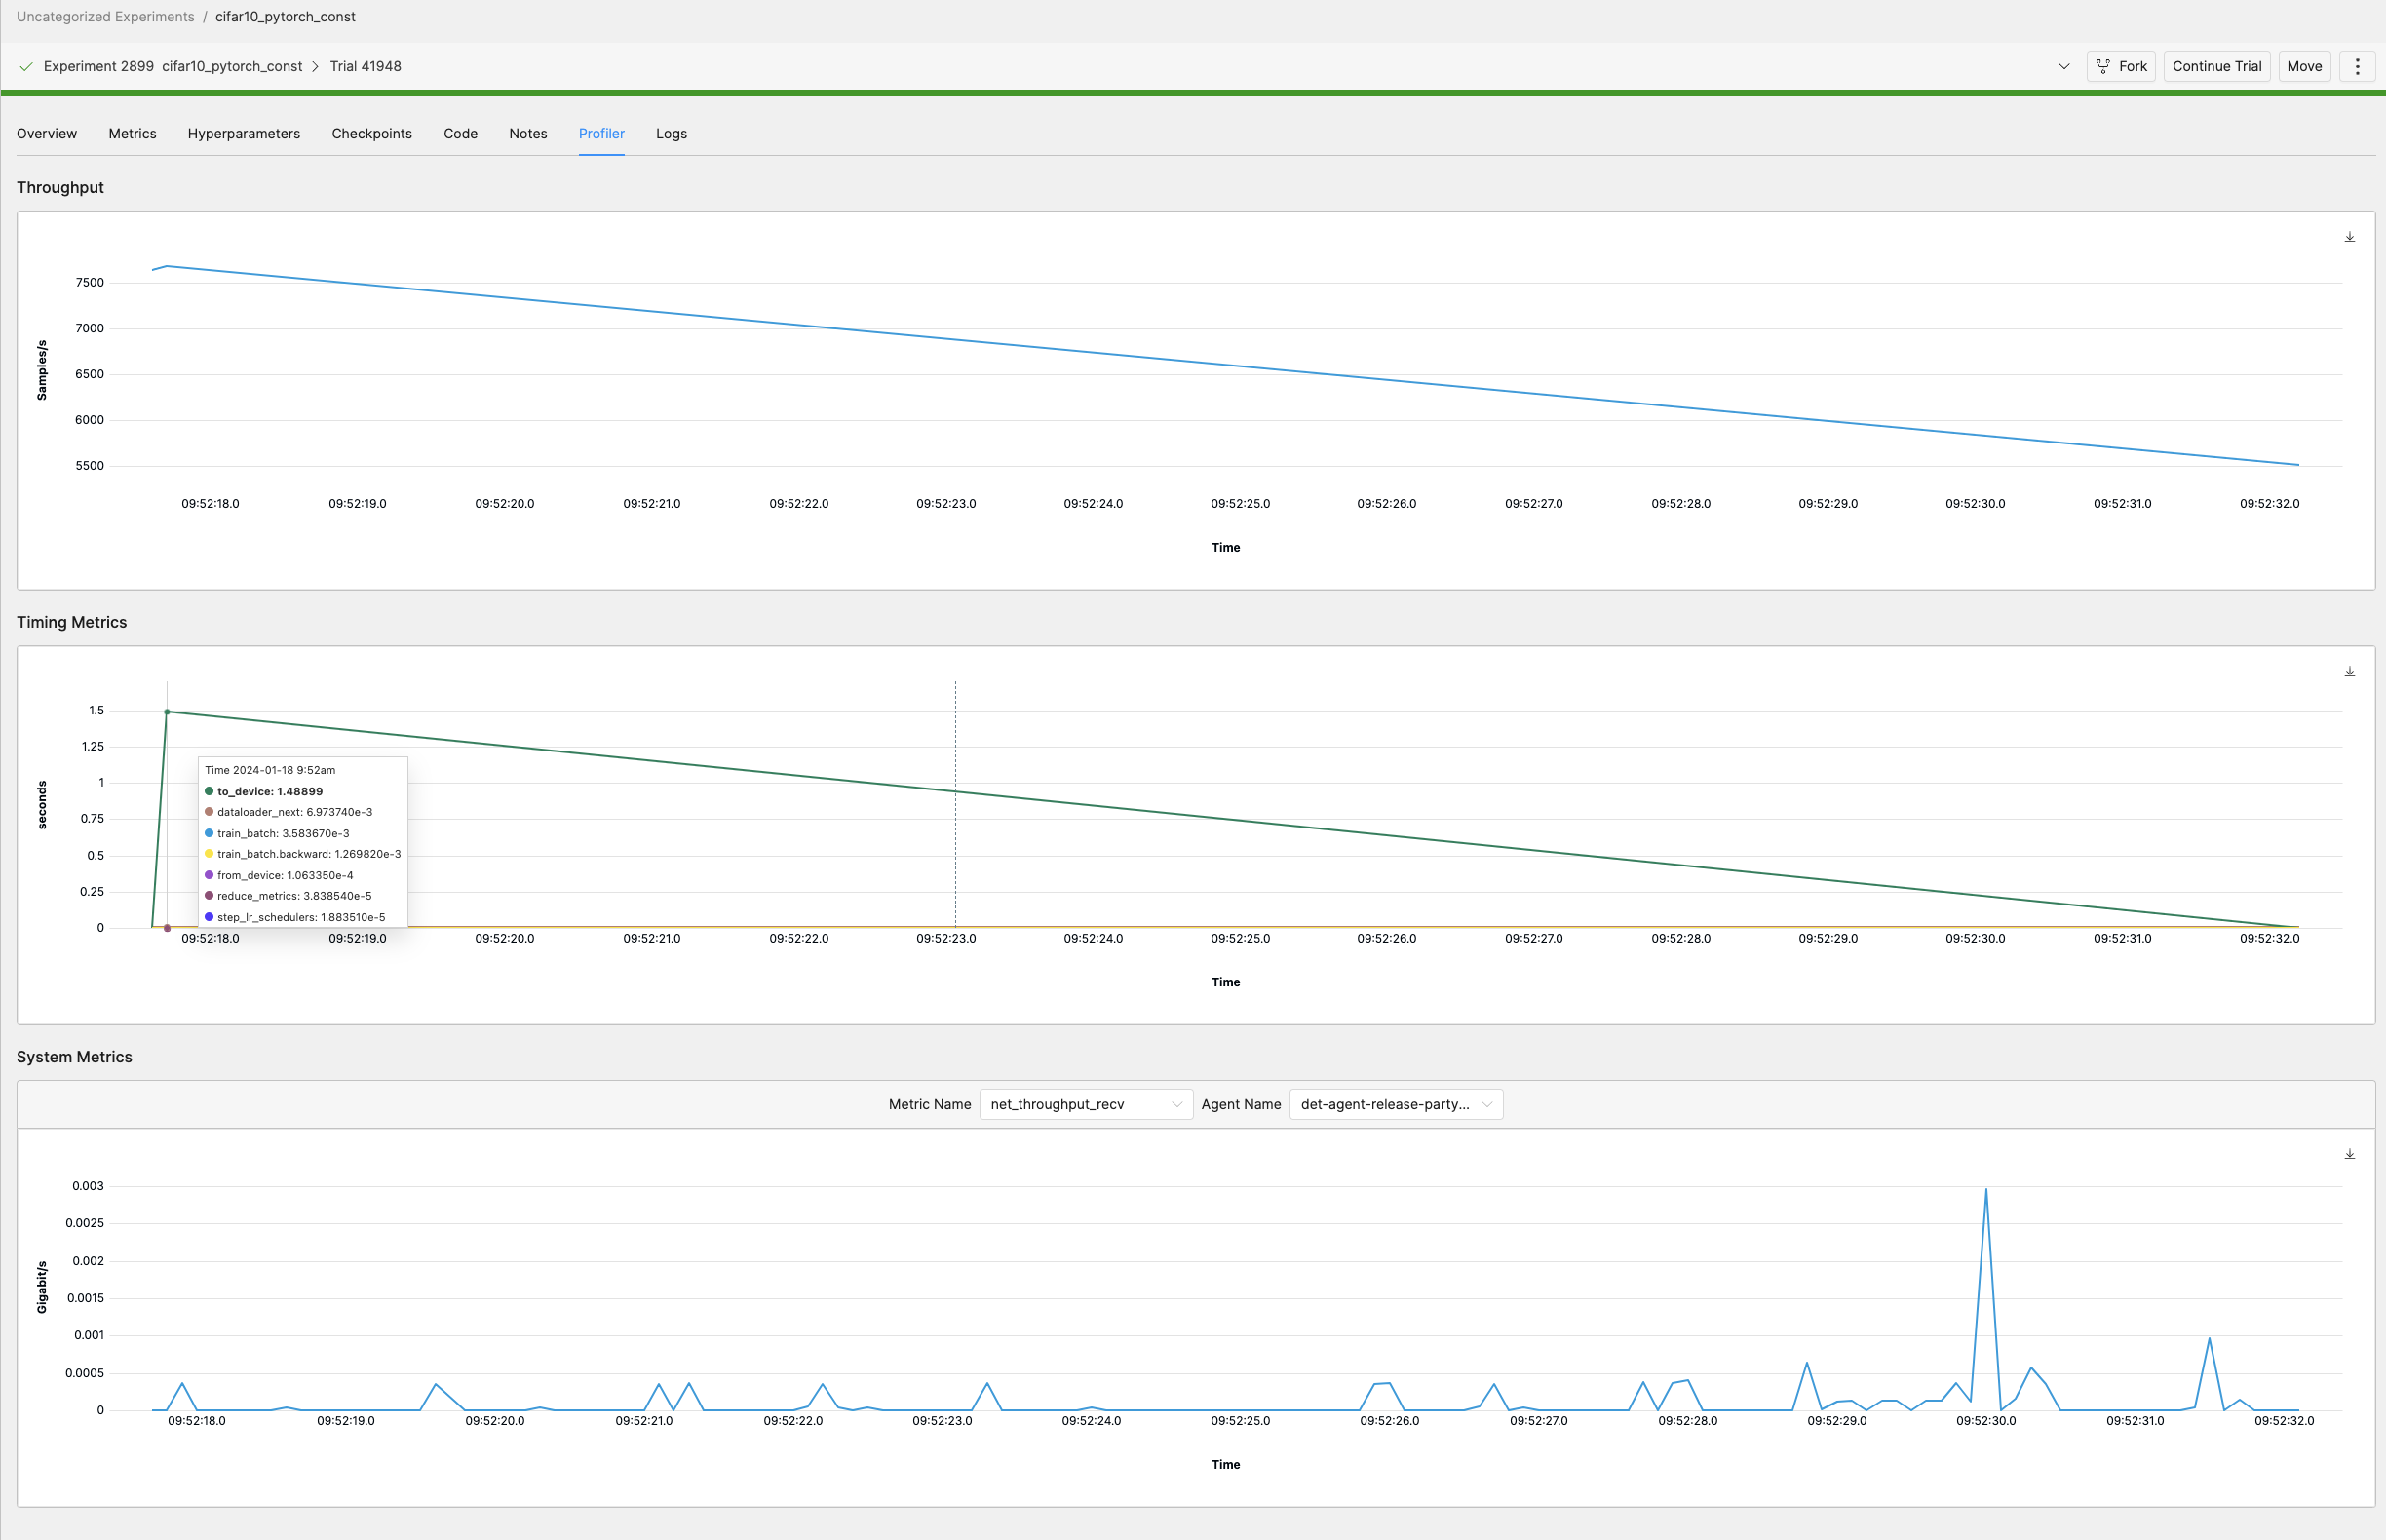 Uncategorized Experiments / cifar10_pytorch_const
Experiment 2899 cifar10_pytorch_const > Trial 41948
Fork Continue Trial Move
Overview Metrics Hyperparameters Checkpoints Code Notes Profiler Logs
Throughput
7500
7000
6500
6000
5500
Samples/s
09:52:18.0 09:52:19.0 09:52:20.0 09:52:21.0 09:52:22.0 09:52:23.0 09:52:24.0 09:52:25.0 09:52:26.0 09:52:27.0 09:52:28.0 09:52:29.0 09:52:30.0 09:52:31.0 09:52:32.0
Time
Timing Metrics
1.5
1.25
1
0.75
0.5
0.25
0
seconds
Time 2024-01-18 9:52am
to_device: 1.48899
dataloader_next: 6.973740e-3
train_batch: 3.583670e-3
train_batch.backward: 1.269820e-3
from_device: 1.063350e-4
reduce_metrics: 3.838540e-5
step_lr_schedulers: 1.883510e-5
09:52:18.0 09:52:19.0 09:52:20.0 09:52:21.0 09:52:22.0 09:52:23.0 09:52:24.0 09:52:25.0 09:52:26.0 09:52:27.0 09:52:28.0 09:52:29.0 09:52:30.0 09:52:31.0 09:52:32.0
Time
System Metrics
Metric Name net_throughput_recv Agent Name det-agent-release-party...
0.003
0.0025
0.002
0.0015
0.001
0.0005
0
Gigabit/s
09:52:18.0 09:52:19.0 09:52:20.0 09:52:21.0 09:52:22.0 09:52:23.0 09:52:24.0 09:52:25.0 09:52:26.0 09:52:27.0 09:52:28.0 09:52:29.0 09:52:30.0 09:52:31.0 09:52:32.0
Time